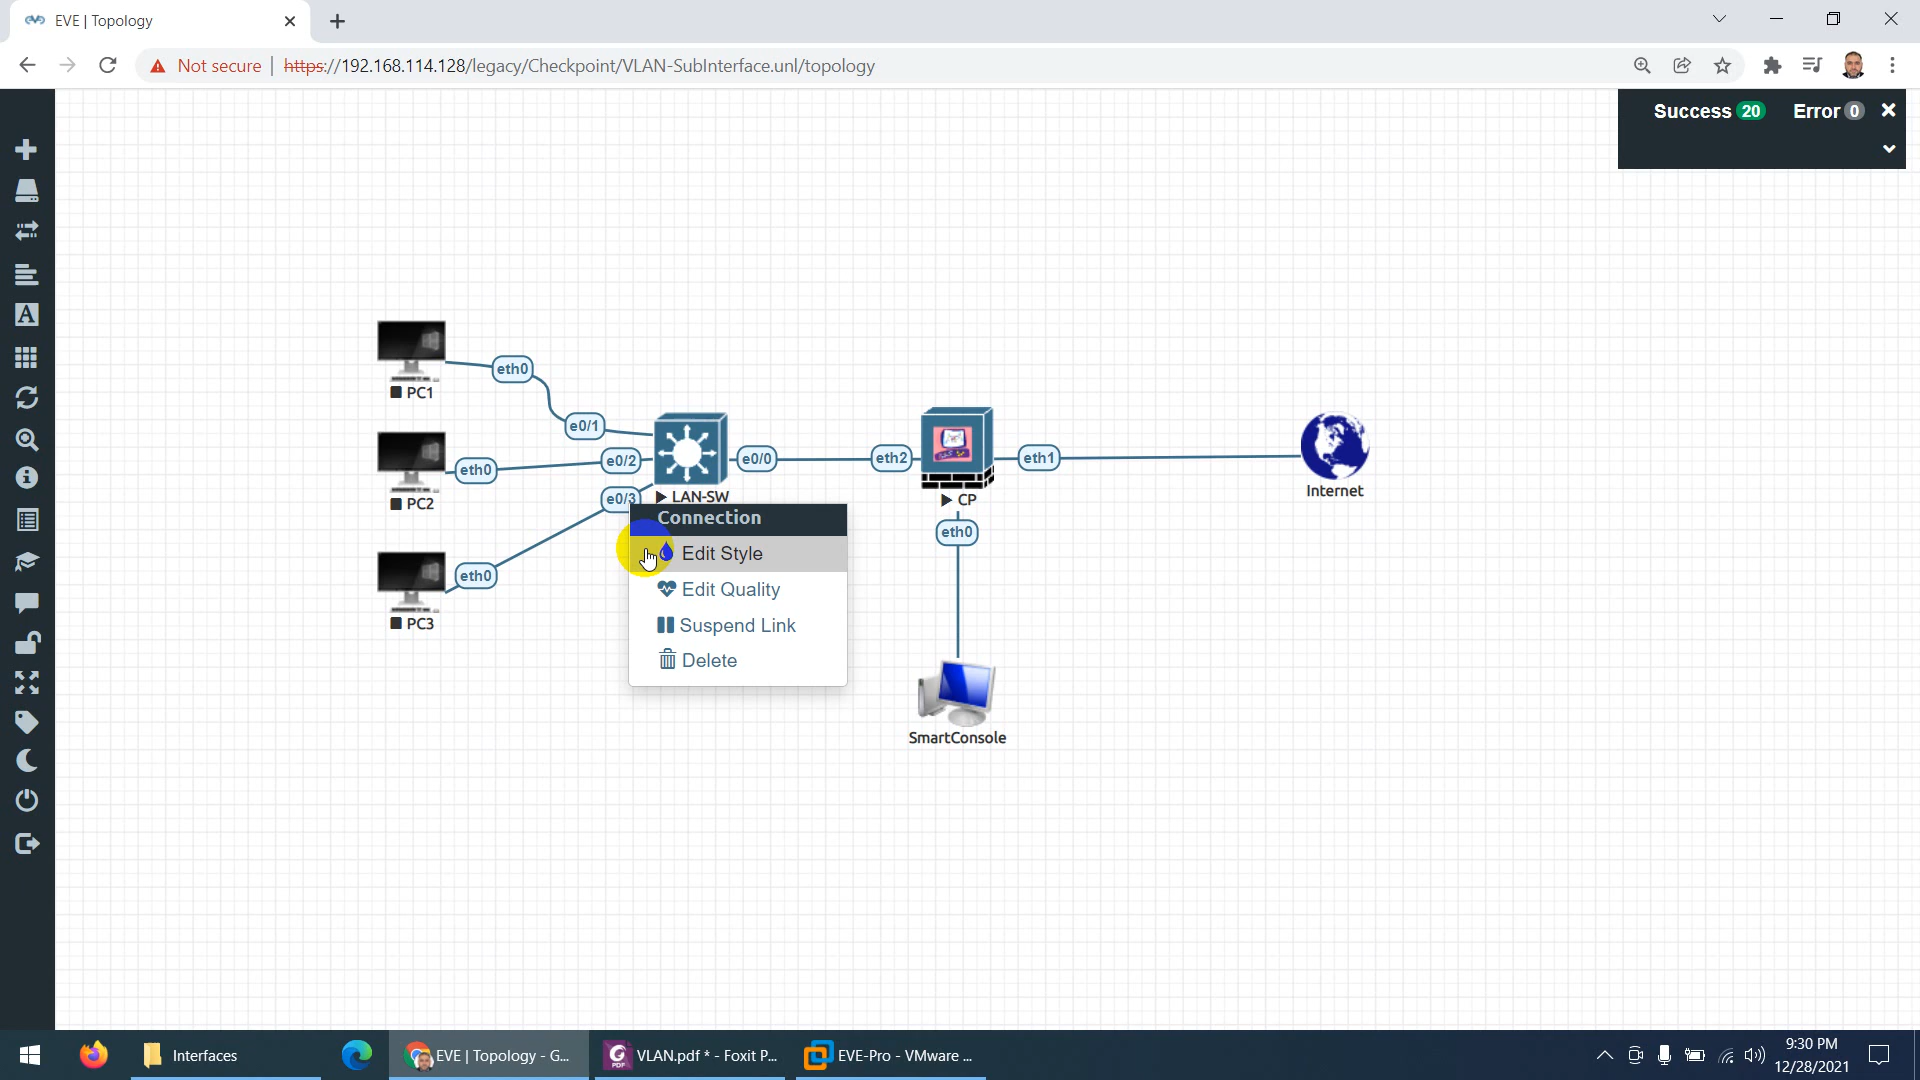 EVE | Topology
Not secure
https://192.168.114.128/legacy/Checkpoint/VLAN-SubInterface.unl/topology
Success 20 Error 0
PC1
eth0
e0/1
PC2
eth0
e0/2
LAN-SW
e0/0
eth2
CP
eth1
Internet
e0/3
eth0
PC3
eth0
SmartConsole
Connection
Edit Style
Edit Quality
Suspend Link
Delete
Interfaces
EVE | Topology - G...
VLAN.pdf * - Foxit P...
EVE-Pro - VMware ...
9:30 PM
12/28/2021